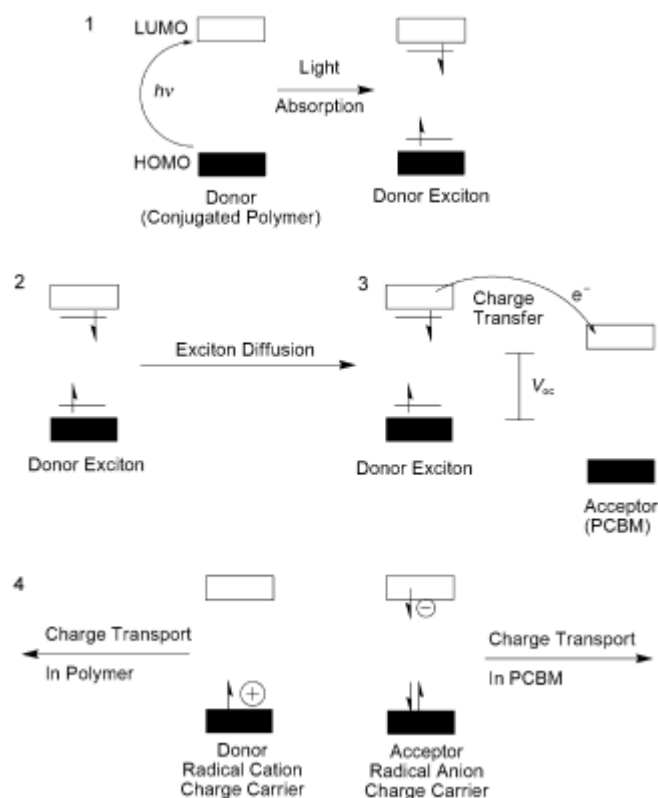 1
LUMO
hν
Light
Absorption
HOMO
Donor
(Conjugated Polymer)
Donor Exciton
2
Exciton Diffusion
Donor Exciton
3
Charge
Transfer
e⁻
Voc
Donor Exciton
Acceptor
(PCBM)
4
Charge Transport
In Polymer
+
Donor
Radical Cation
Charge Carrier
−
Acceptor
Radical Anion
Charge Carrier
Charge Transport
In PCBM